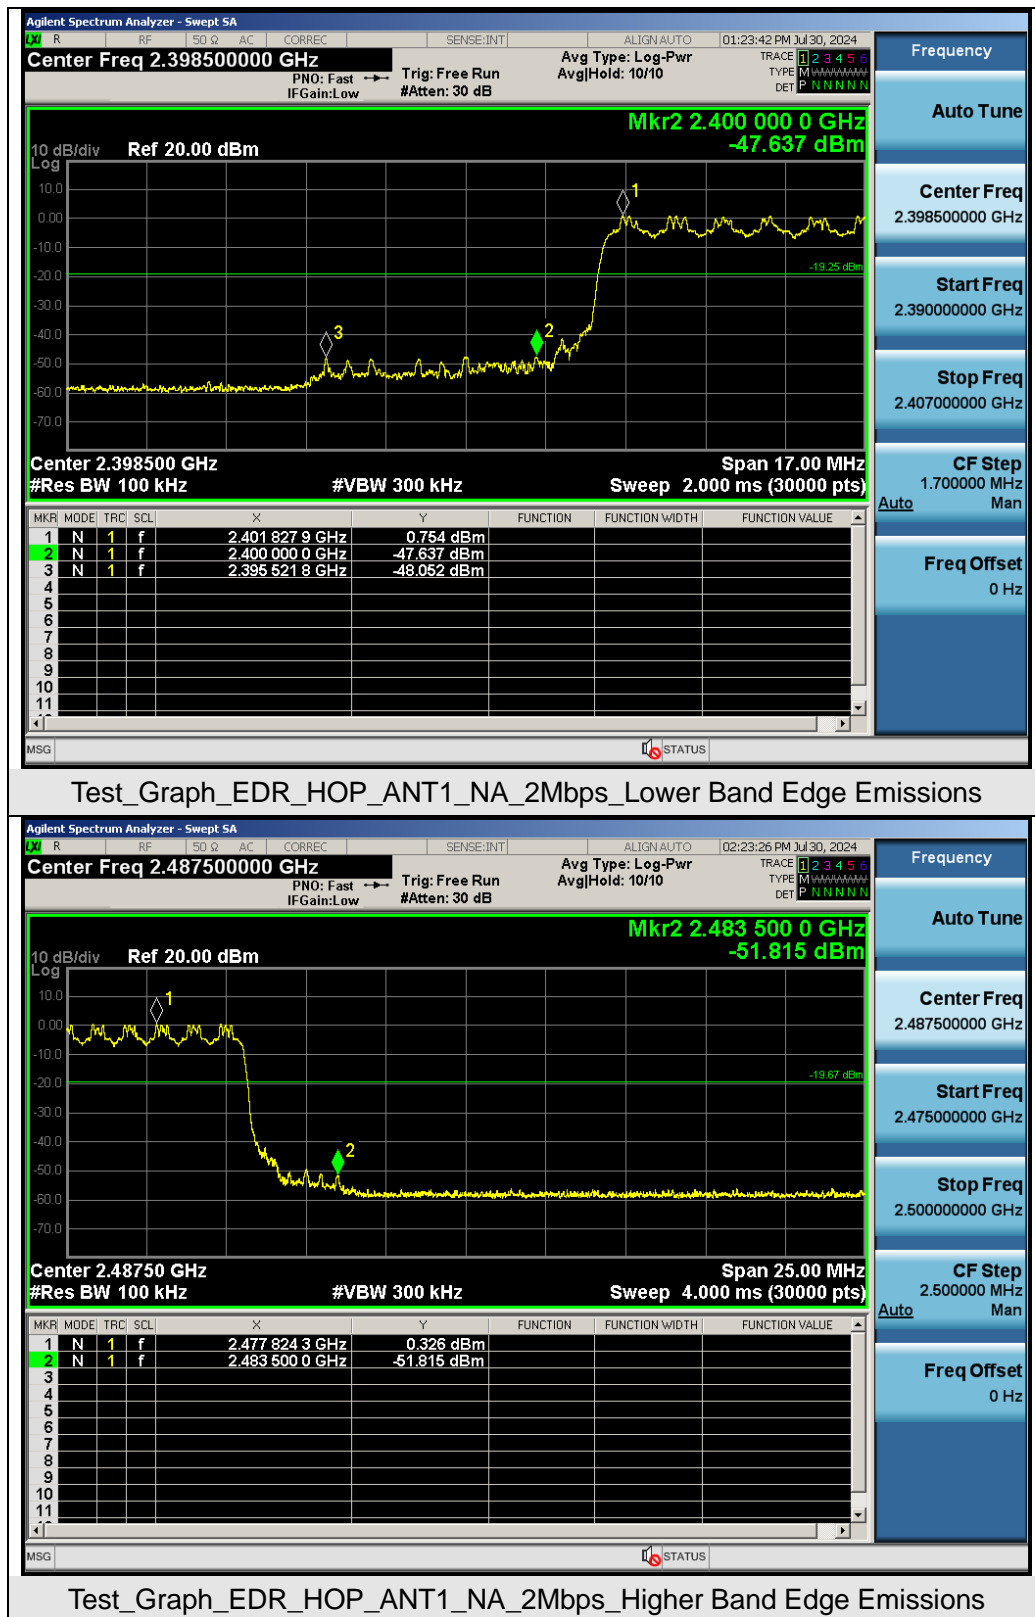 Agilent Spectrum Analyzer - Swept SA
LXI R RF 50 Ω AC CORREC SENSE:INT ALIGN AUTO 01:23:42 PM Jul 30, 2024
Center Freq 2.398500000 GHz
PNO: Fast
IFGain:Low
Trig: Free Run
#Atten: 30 dB
Avg Type: Log-Pwr
Avg|Hold: 10/10
TRACE 1 2 3 4 5 6
TYPE M WWWWW
DET P N N N N N
Mkr2 2.400 000 0 GHz
-47.637 dBm
10 dB/div Ref 20.00 dBm
Log
10.0
0.00
-10.0
-20.0
-30.0
-40.0
-50.0
-60.0
-70.0
1
2
3
-19.25 dBm
Center 2.398500 GHz Span 17.00 MHz
#Res BW 100 kHz #VBW 300 kHz Sweep 2.000 ms (30000 pts)
MKR MODE TRC SCL X Y FUNCTION FUNCTION WIDTH FUNCTION VALUE
1 N 1 f 2.401 827 9 GHz 0.754 dBm
2 N 1 f 2.400 000 0 GHz -47.637 dBm
3 N 1 f 2.395 521 8 GHz -48.052 dBm
4
5
6
7
8
9
10
11
MSG STATUS
Frequency
Auto Tune
Center Freq
2.398500000 GHz
Start Freq
2.390000000 GHz
Stop Freq
2.407000000 GHz
CF Step
1.700000 MHz
Auto Man
Freq Offset
0 Hz
Test_Graph_EDR_HOP_ANT1_NA_2Mbps_Lower Band Edge Emissions
Agilent Spectrum Analyzer - Swept SA
LXI R RF 50 Ω AC CORREC SENSE:INT ALIGN AUTO 02:23:26 PM Jul 30, 2024
Center Freq 2.487500000 GHz
PNO: Fast
IFGain:Low
Trig: Free Run
#Atten: 30 dB
Avg Type: Log-Pwr
Avg|Hold: 10/10
TRACE 1 2 3 4 5 6
TYPE M WWWWW
DET P N N N N N
Mkr2 2.483 500 0 GHz
-51.815 dBm
10 dB/div Ref 20.00 dBm
Log
10.0
0.00
-10.0
-20.0
-30.0
-40.0
-50.0
-60.0
-70.0
1
2
-19.67 dBm
Center 2.48750 GHz Span 25.00 MHz
#Res BW 100 kHz #VBW 300 kHz Sweep 4.000 ms (30000 pts)
MKR MODE TRC SCL X Y FUNCTION FUNCTION WIDTH FUNCTION VALUE
1 N 1 f 2.477 824 3 GHz 0.326 dBm
2 N 1 f 2.483 500 0 GHz -51.815 dBm
3
4
5
6
7
8
9
10
11
MSG STATUS
Frequency
Auto Tune
Center Freq
2.487500000 GHz
Start Freq
2.475000000 GHz
Stop Freq
2.500000000 GHz
CF Step
2.500000 MHz
Auto Man
Freq Offset
0 Hz
Test_Graph_EDR_HOP_ANT1_NA_2Mbps_Higher Band Edge Emissions